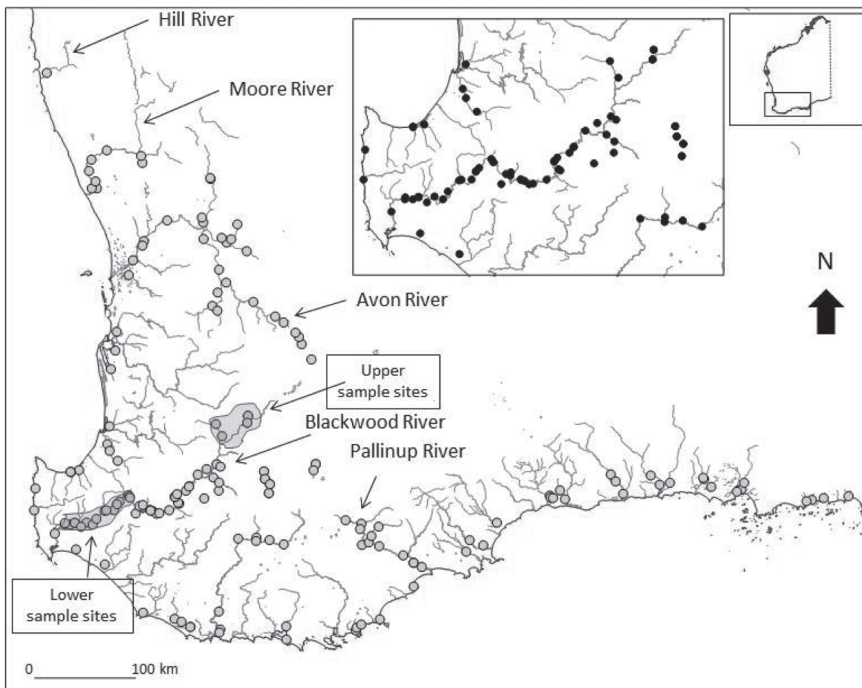 Hill River
Moore River
N
Avon River
Upper
sample sites
Blackwood River
Pallinup River
Lower
sample sites
0 100 km